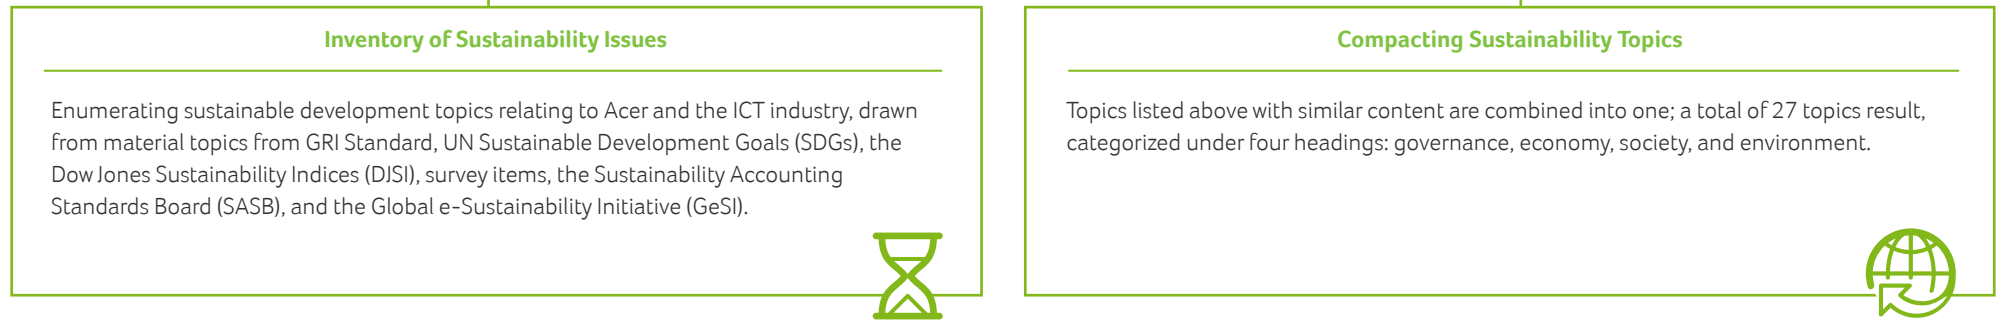 Inventory of Sustainability Issues
Enumerating sustainable development topics relating to Acer and the ICT industry, drawn
from material topics from GRI Standard, UN Sustainable Development Goals (SDGs), the
Dow Jones Sustainability Indices (DJSI), survey items, the Sustainability Accounting
Standards Board (SASB), and the Global e-Sustainability Initiative (GeSI).
Compacting Sustainability Topics
Topics listed above with similar content are combined into one; a total of 27 topics result,
categorized under four headings: governance, economy, society, and environment.